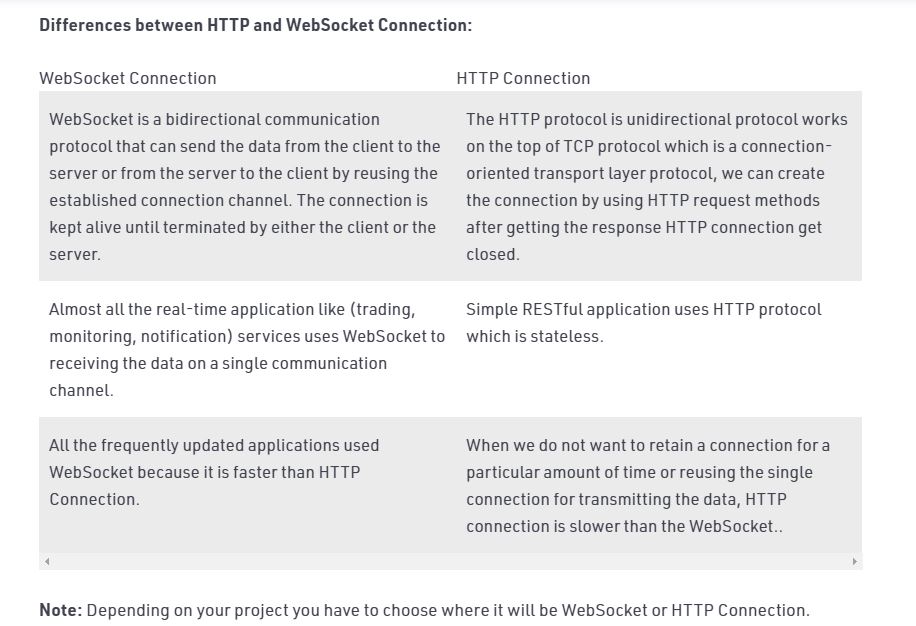 Differences between HTTP and WebSocket Connection:
WebSocket Connection
HTTP Connection
WebSocket is a bidirectional communication
protocol that can send the data from the client to the
server or from the server to the client by reusing the
established connection channel. The connection is
kept alive until terminated by either the client or the
server.
The HTTP protocol is unidirectional protocol works
on the top of TCP protocol which is a connection-
oriented transport layer protocol, we can create
the connection by using HTTP request methods
after getting the response HTTP connection get
closed.
Almost all the real-time application like (trading,
monitoring, notification) services uses WebSocket to
receiving the data on a single communication
channel.
Simple RESTful application uses HTTP protocol
which is stateless.
All the frequently updated applications used
WebSocket because it is faster than HTTP
Connection.
When we do not want to retain a connection for a
particular amount of time or reusing the single
connection for transmitting the data, HTTP
connection is slower than the WebSocket..
Note: Depending on your project you have to choose where it will be WebSocket or HTTP Connection.